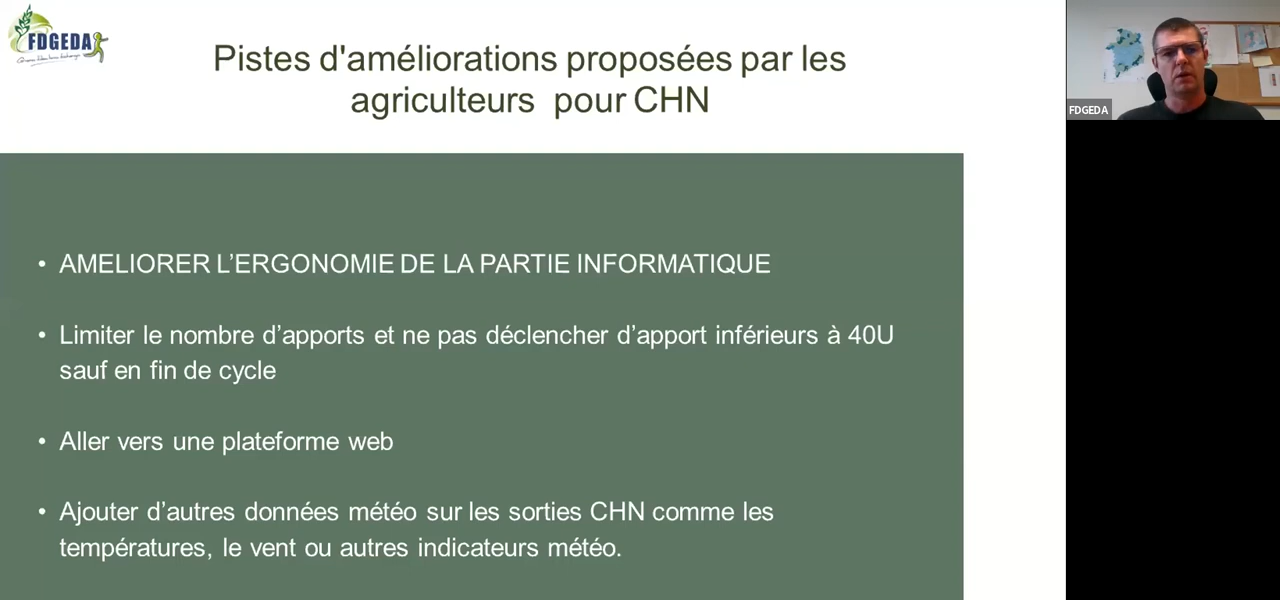 FDGEDA
Pistes d'améliorations proposées par les
agriculteurs pour CHN
FDGEDA
• AMELIORER L’ERGONOMIE DE LA PARTIE INFORMATIQUE
• Limiter le nombre d’apports et ne pas déclencher d’apport inférieurs à 40U
sauf en fin de cycle
• Aller vers une plateforme web
• Ajouter d’autres données météo sur les sorties CHN comme les
températures, le vent ou autres indicateurs météo.